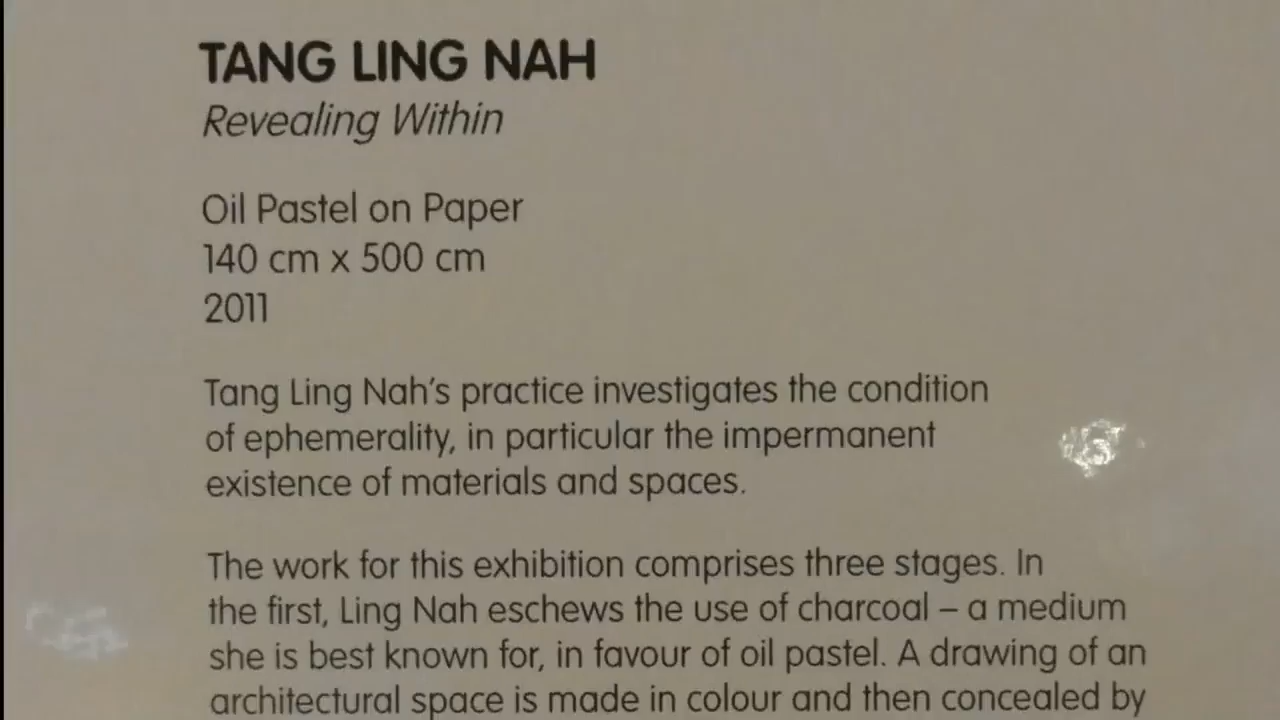 TANG LING NAH
Revealing Within
Oil Pastel on Paper
140 cm x 500 cm
2011
Tang Ling Nah's practice investigates the condition
of ephemerality, in particular the impermanent
existence of materials and spaces.
The work for this exhibition comprises three stages. In
the first, Ling Nah eschews the use of charcoal – a medium
she is best known for, in favour of oil pastel. A drawing of an
architectural space is made in colour and then concealed by